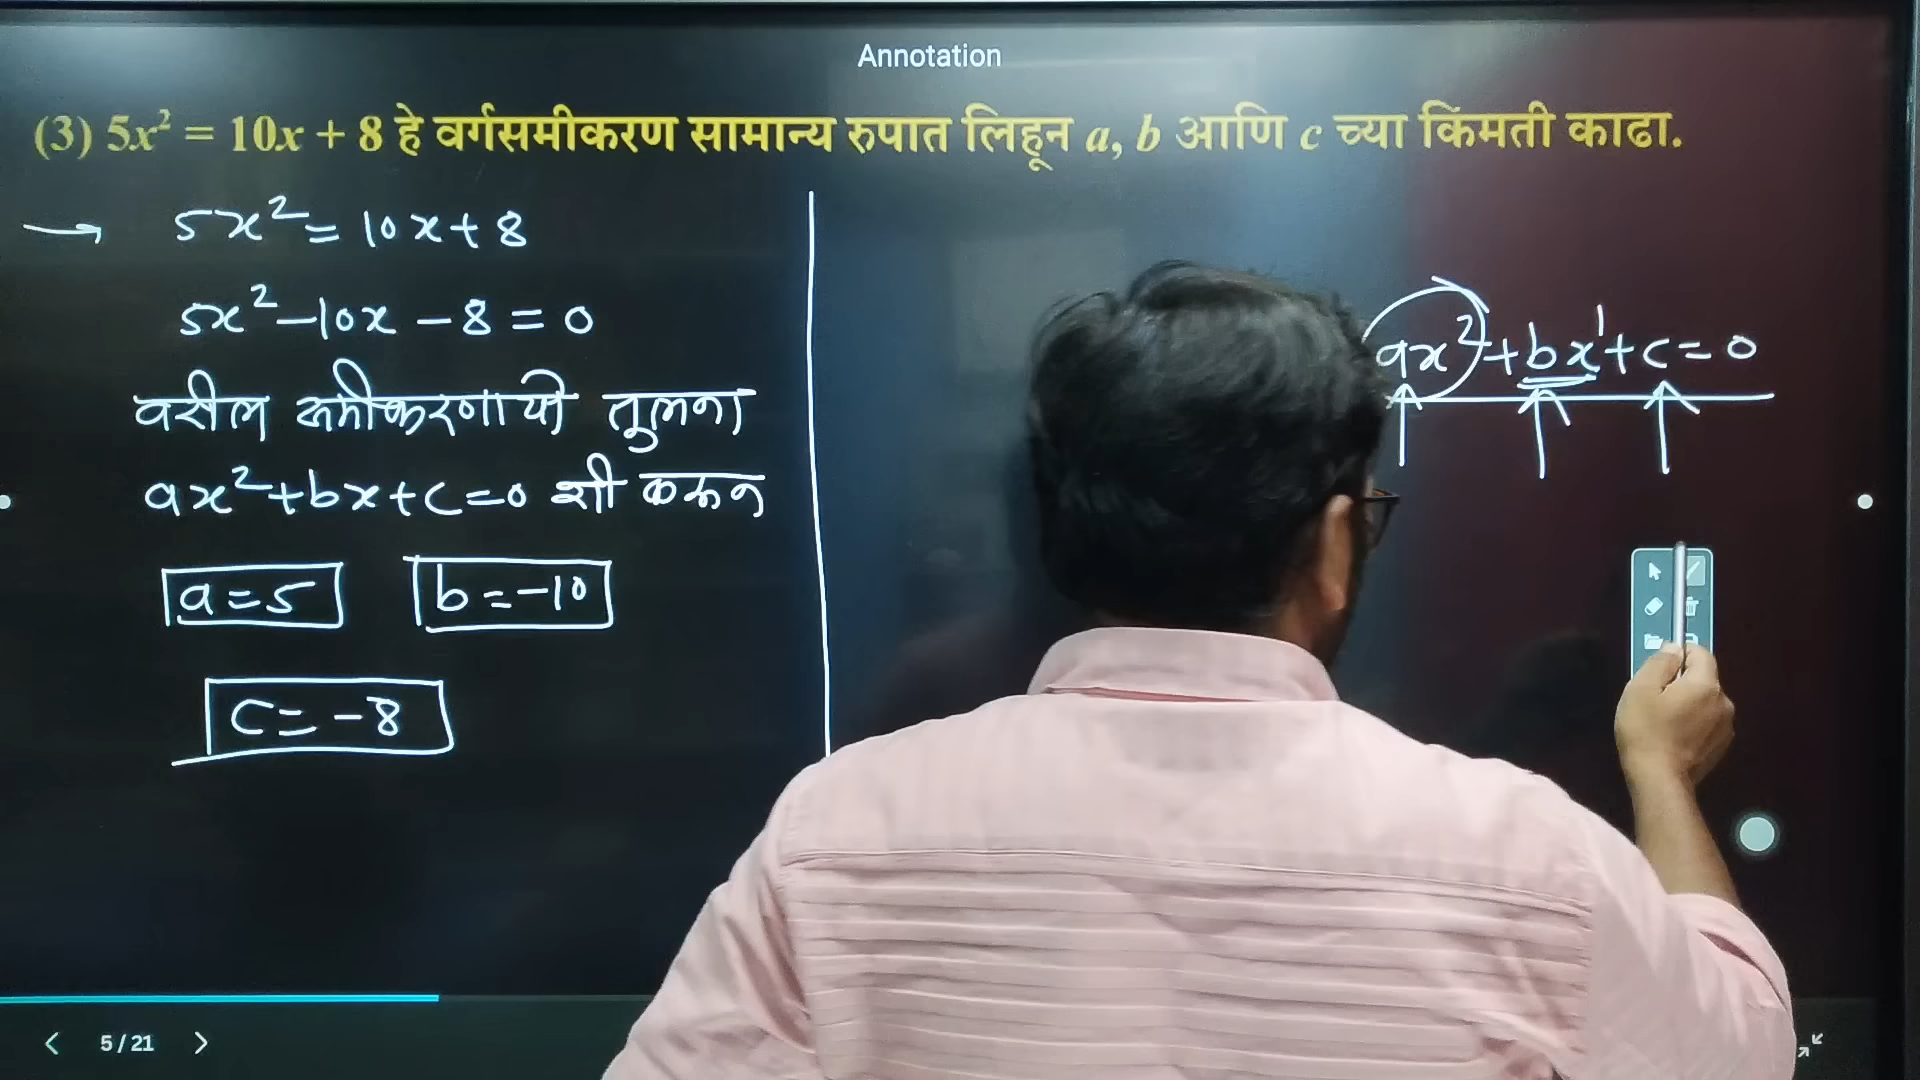 Annotation
(3) 5x² = 10x + 8 हे वर्गसमीकरण सामान्य रुपात लिहून a, b आणि c च्या किंमती काढा.
→ 5x² = 10x + 8
5x² − 10x − 8 = 0
वरील समीकरणाची तुलना
ax² + bx + c = 0 शी करून
a = 5 b = −10
c = −8
ax² + bx¹ + c = 0
5 / 21